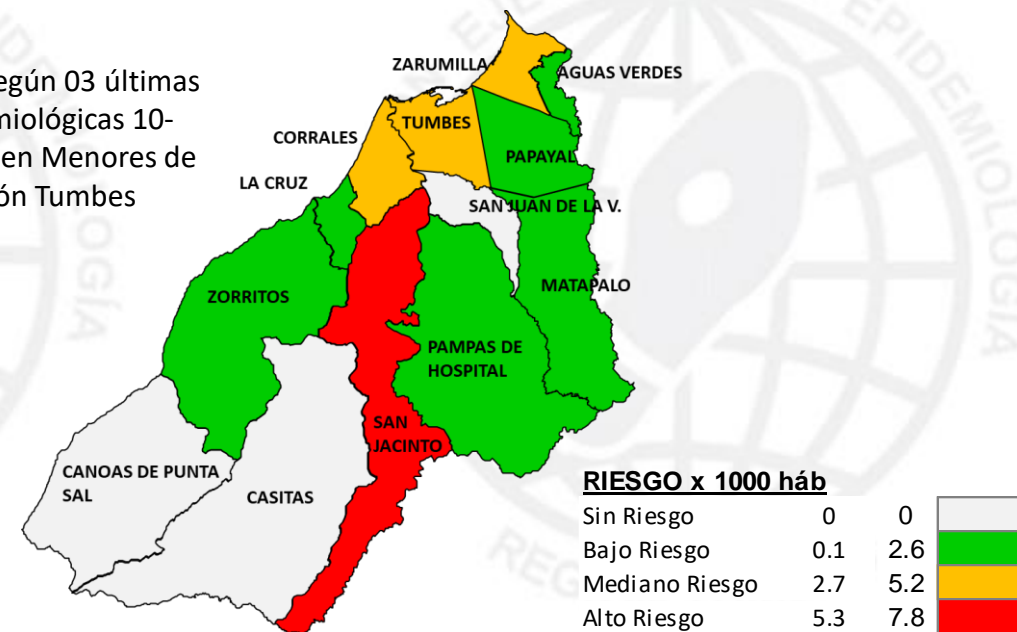 egún 03 últimas
miológicas 10-
en Menores de
ón Tumbes
ZARUMILLA
AGUAS VERDES
CORRALES
TUMBES
PAPAYAL
LA CRUZ
SAN JUAN DE LA V.
ZORRITOS
MATAPALO
PAMPAS DE
HOSPITAL
SAN
JACINTO
CANOAS DE PUNTA
SAL
CASITAS
RIESGO x 1000 háb
Sin Riesgo 0 0
Bajo Riesgo 0.1 2.6
Mediano Riesgo 2.7 5.2
Alto Riesgo 5.3 7.8
EPIDEMIOLOGÍA